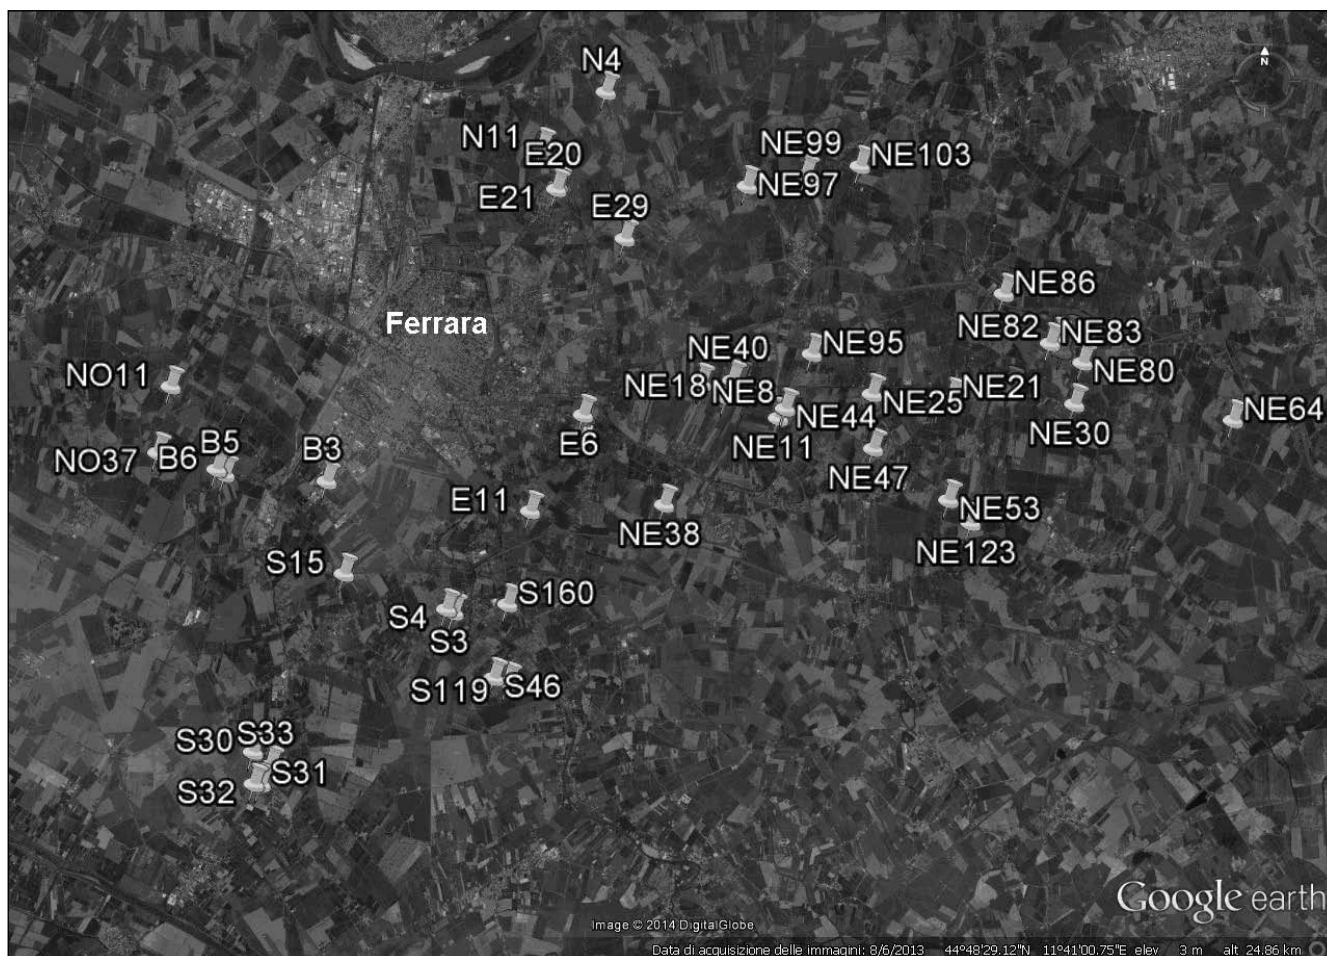 N4
N
N11
E20
NE99
NE103
NE97
E21
E29
NE86
Ferrara
NE82
NE83
NE40
NE95
NO11
NE18
NE8
NE80
NE21
NE25
NE44
NE64
E6
NE11
NE30
B5
B3
NO37
B6
NE47
E11
NE38
NE53
NE123
S15
S160
S4
S3
S119
S46
S30
S33
S31
S32
Google earth
Image © 2014 DigitalGlobe
Data di acquisizione delle immagini: 8/6/2013 44°48'29.12"N 11°41'00.75"E elev 3 m alt 24.86 km